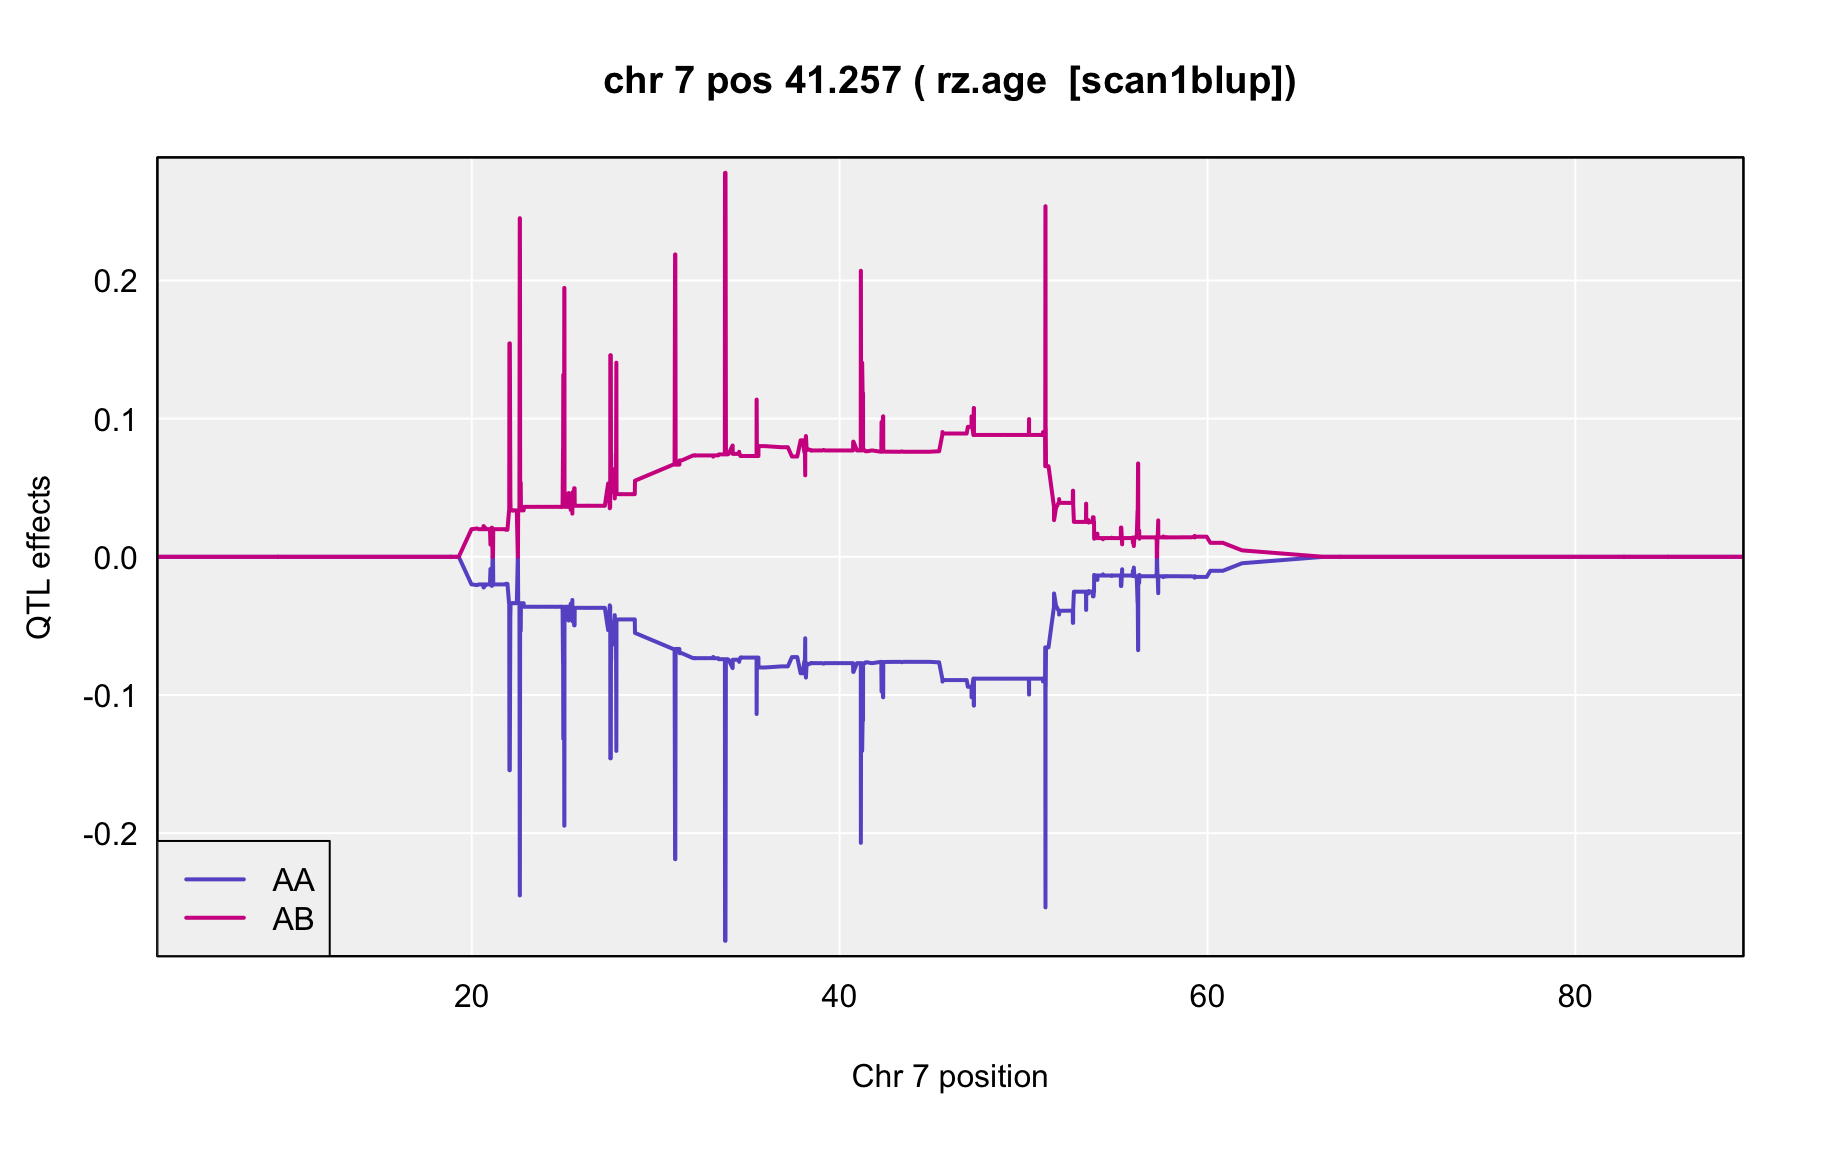 chr 7 pos 41.257 ( rz.age  [scan1blup])
QTL effects
0.2
0.1
0.0
-0.1
-0.2
AA
AB
20 40 60 80
Chr 7 position